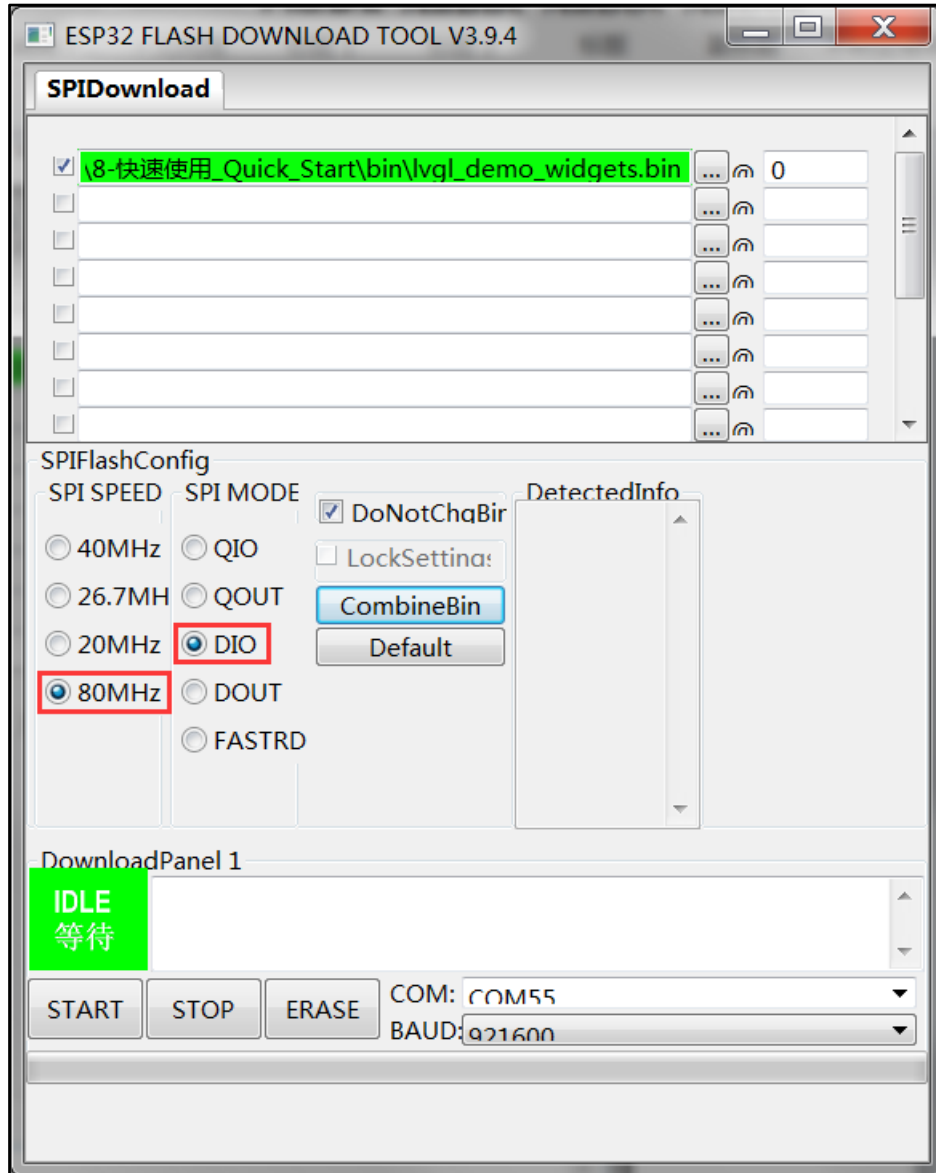 ESP32 FLASH DOWNLOAD TOOL V3.9.4
SPIDownload
\8-快速使用_Quick_Start\bin\lvgl_demo_widgets.bin ... @ 0
... @
... @
... @
... @
... @
... @
... @
SPIFlashConfig
SPI SPEED SPI MODE DetectedInfo
DoNotChgBin
40MHz QIO
LockSettings
26.7MH QOUT
CombineBin
20MHz DIO
Default
80MHz DOUT
FASTRD
DownloadPanel 1
IDLE
等待
START STOP ERASE
COM: COM55
BAUD: 921600